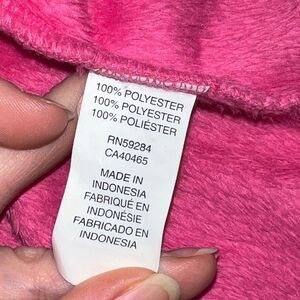 100% POLYESTER
100% POLYESTER
100% POLIÉSTER
RN59284
CA40465
MADE IN
INDONESIA
FABRIQUÉ EN
INDONÉSIE
FABRICADO EN
INDONESIA